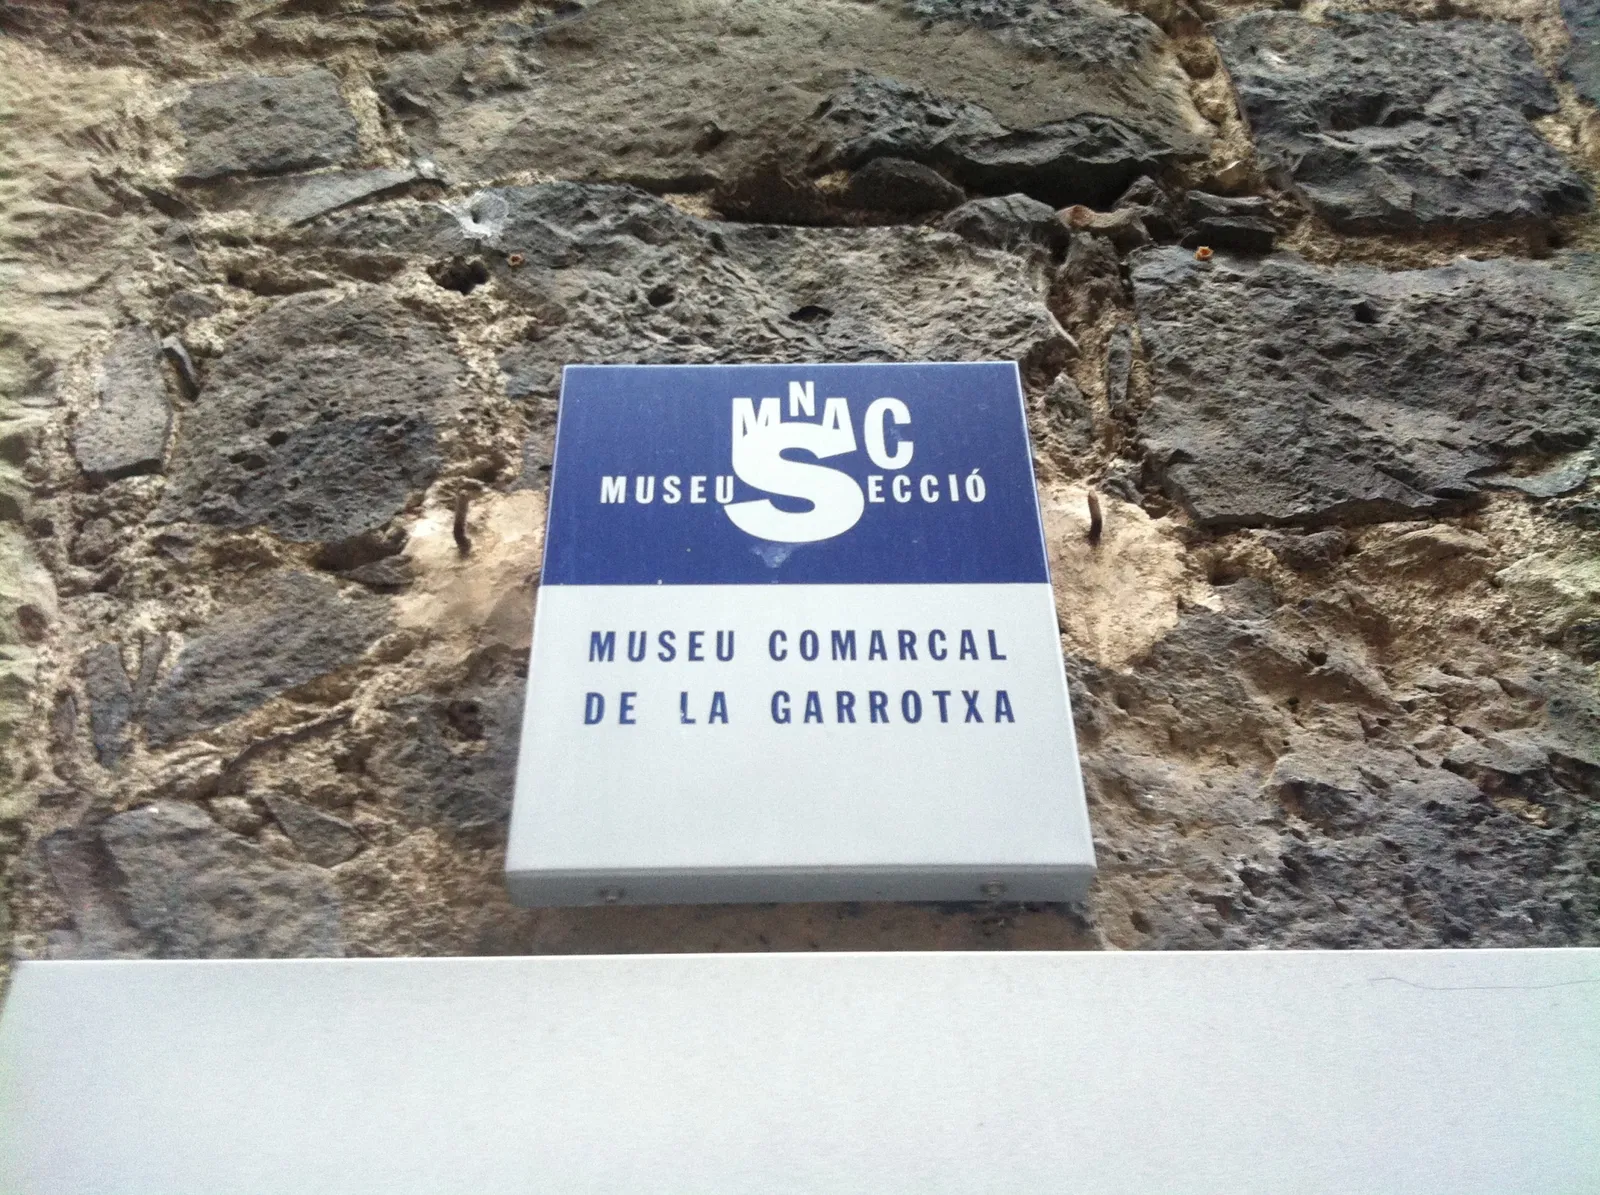 MNAC
MUSEU SECCIÓ
MUSEU COMARCAL
DE LA GARROTXA